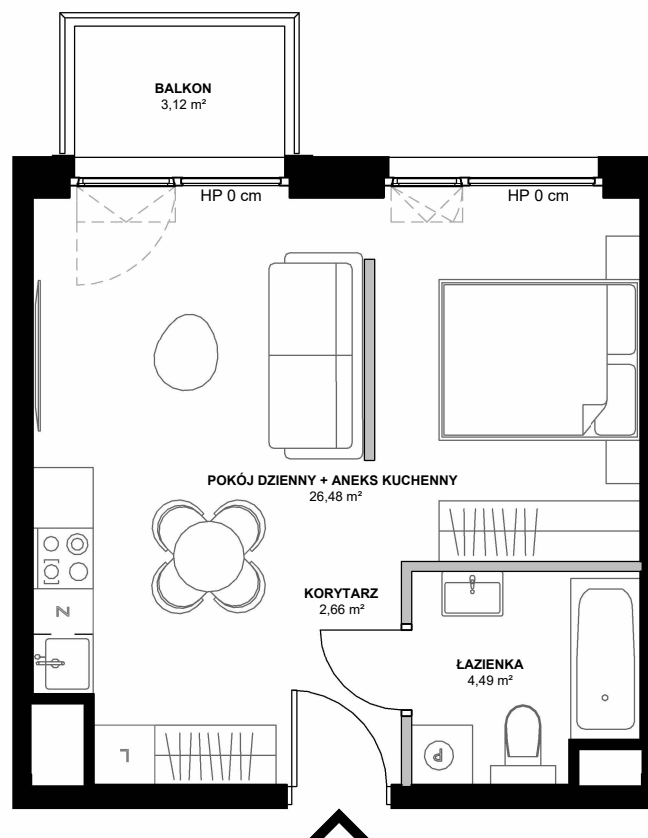 BALKON
3,12 m²
HP 0 cm
HP 0 cm
POKÓJ DZIENNY + ANEKS KUCHENNY
26,48 m²
KORYTARZ
2,66 m²
Z
ŁAZIENKA
4,49 m²
L
P